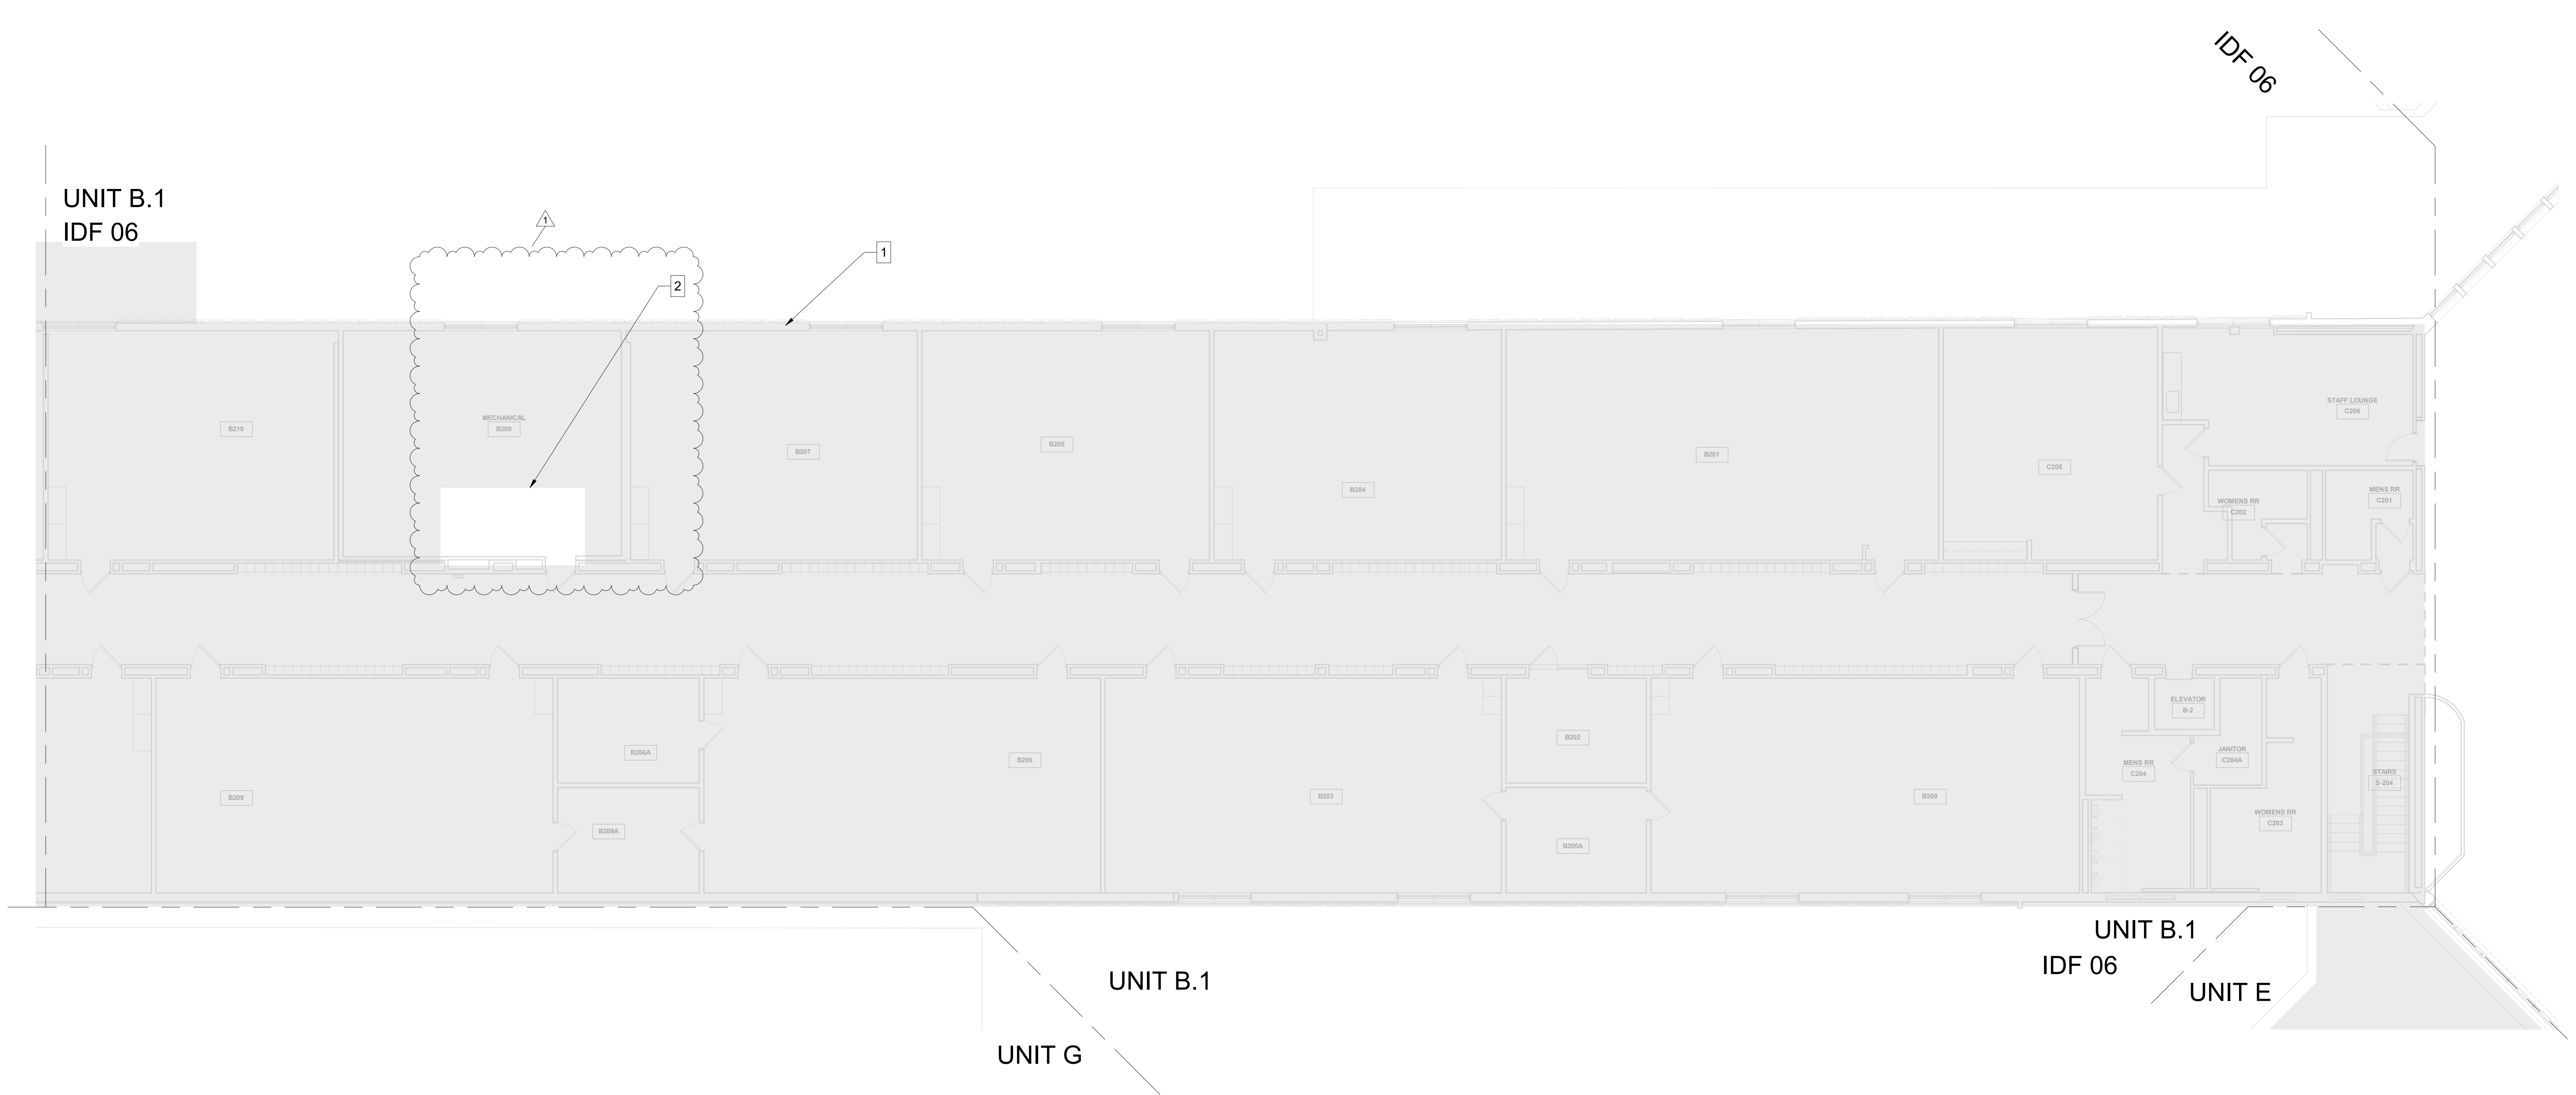 IDF 06
UNIT B.1
IDF 06
1
1
2
MECHANICAL
B208
B210
B207
B205
B204
B201
C205
STAFF LOUNGE
C206
WOMENS RR
C202
MENS RR
C201
B209
B206A
B209A
B206
B203
B202
B200A
B200
ELEVATOR
B-2
JANITOR
C204A
MENS RR
C204
WOMENS RR
C203
STAIRS
S-204
UNIT B.1
IDF 06
UNIT E
UNIT B.1
UNIT G